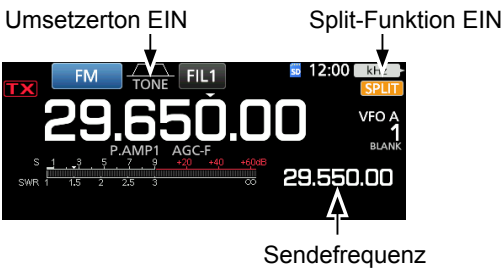 Umsetzerton EIN Split-Funktion EIN
FM TONE FIL1 SD 12:00 kHz
TX SPLIT
29.650.00 VFO A
1
P.AMP1 AGC-F BLANK
S 1 3 5 7 9 +20 +40 +60dB
SWR 1 1.5 2 2.5 3 ∞ 29.550.00
Sendefrequenz